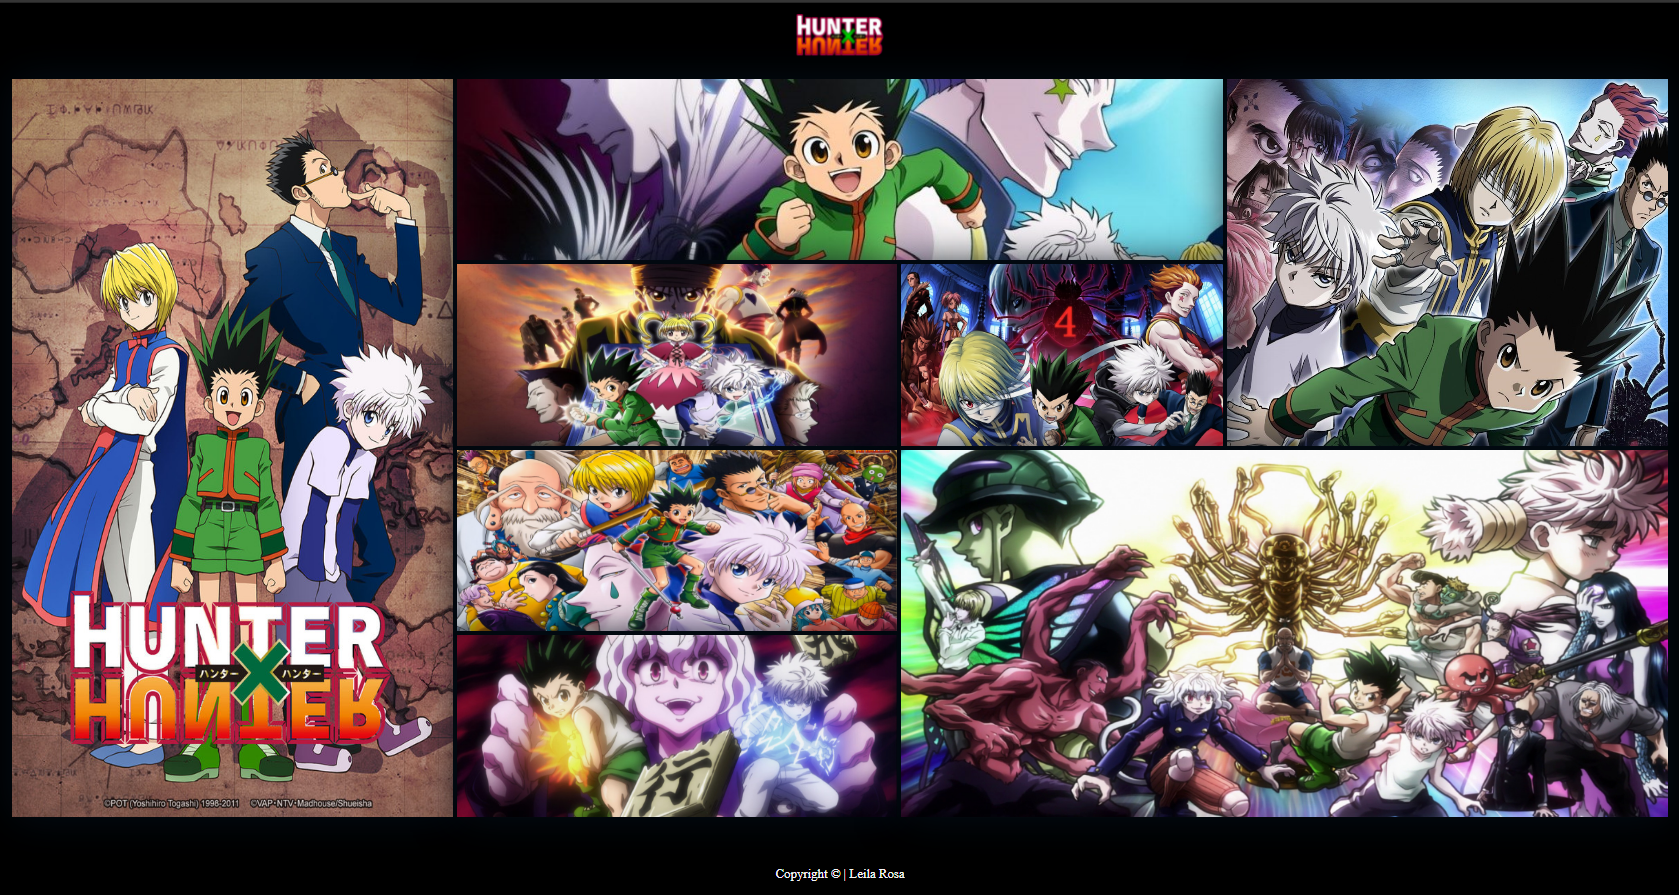 HUNTER
X
HUNTER
4
HUNTER
ハンター X ハンター
HUNTER
©POT (Yoshihiro Togashi) 1998-2011 ©VAP・NTV・Madhouse/Shueisha
行
Copyright © | Leila Rosa